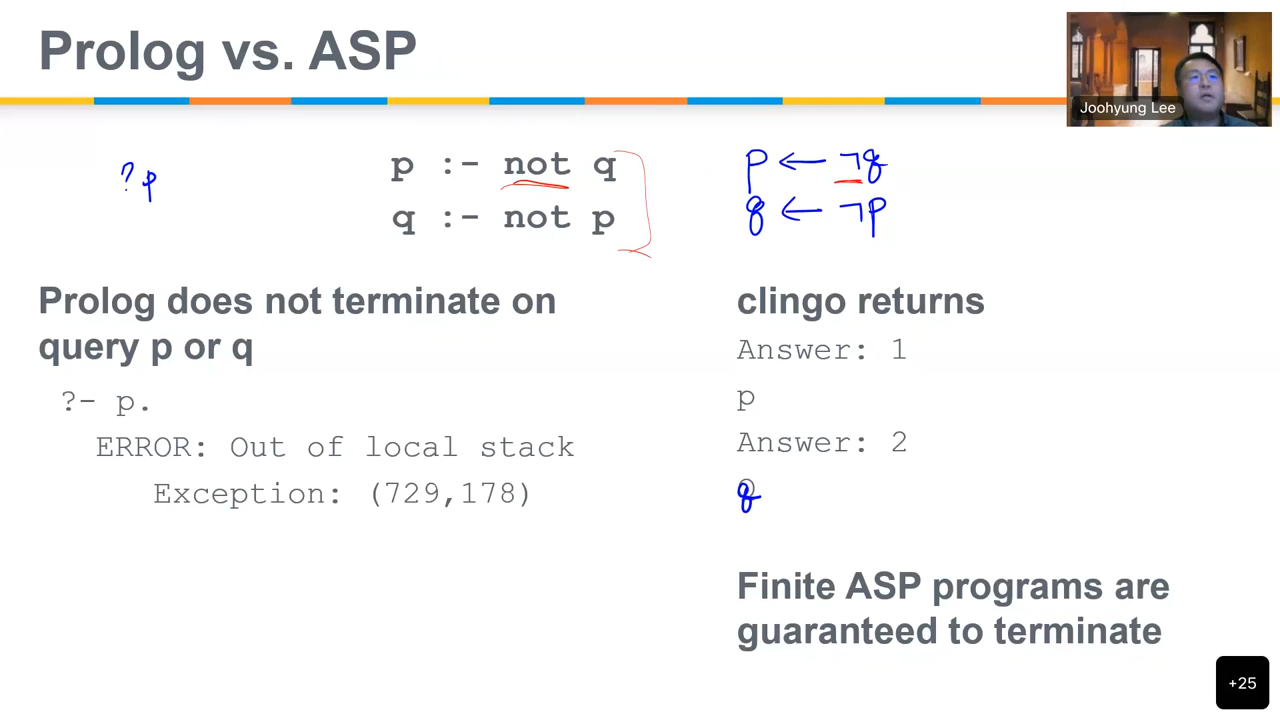 Prolog vs. ASP
Joohyung Lee
? p
p :- not q
q :- not p
p ← ¬q
q ← ¬p
Prolog does not terminate on
query p or q
?- p.
ERROR: Out of local stack
Exception: (729,178)
clingo returns
Answer: 1
p
Answer: 2
q
Finite ASP programs are
guaranteed to terminate
+25